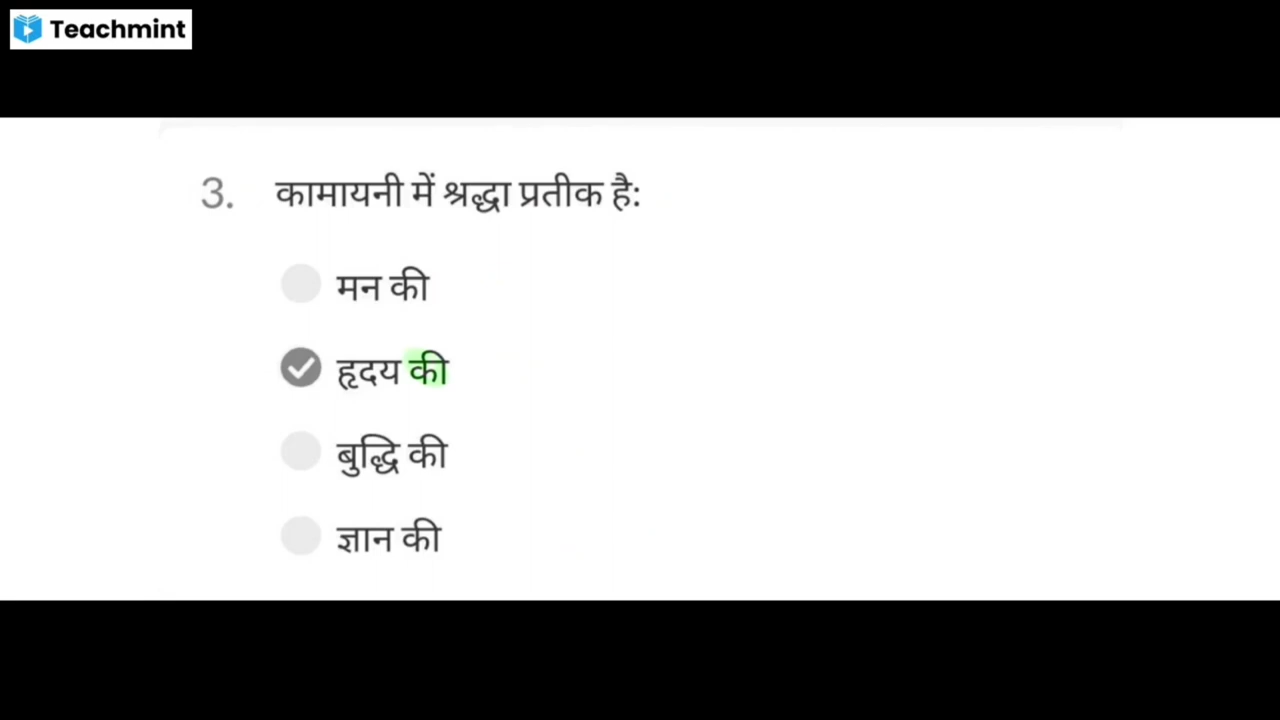 Teachmint
3. कामायनी में श्रद्धा प्रतीक है:
मन की
हृदय की
बुद्धि की
ज्ञान की